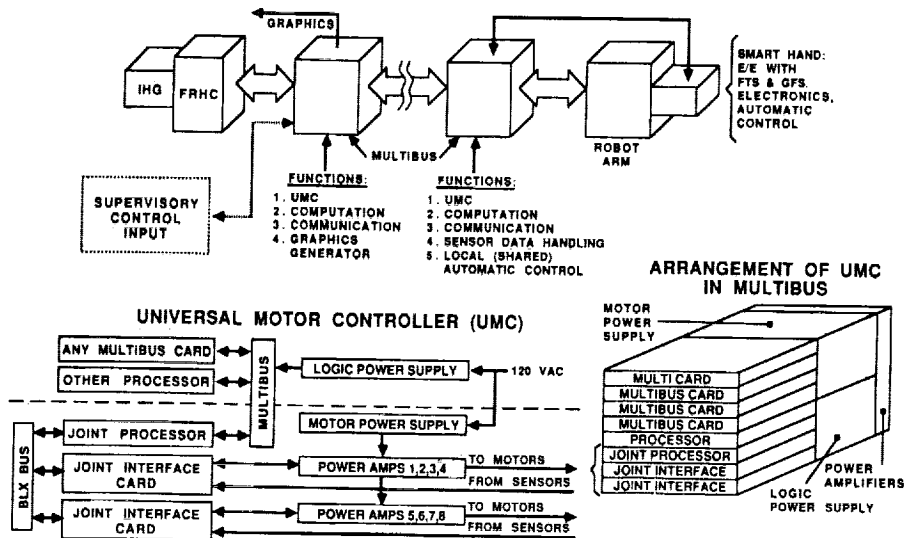 GRAPHICS
IHG
FRHC
SMART HAND:
E/E WITH
FTS & GFS.
ELECTRONICS,
AUTOMATIC
CONTROL
ROBOT
ARM
MULTIBUS
SUPERVISORY
CONTROL
INPUT
FUNCTIONS:
1. UMC
2. COMPUTATION
3. COMMUNICATION
4. GRAPHICS
GENERATOR
FUNCTIONS:
1. UMC
2. COMPUTATION
3. COMMUNICATION
4. SENSOR DATA HANDLING
5. LOCAL (SHARED)
AUTOMATIC CONTROL
UNIVERSAL MOTOR CONTROLLER (UMC)
ANY MULTIBUS CARD
OTHER PROCESSOR
MULTIBUS
LOGIC POWER SUPPLY
120 VAC
JOINT PROCESSOR
MOTOR POWER SUPPLY
BLX BUS
JOINT INTERFACE
CARD
POWER AMPS 1,2,3,4
TO MOTORS
FROM SENSORS
JOINT INTERFACE
CARD
POWER AMPS 5,6,7,8
TO MOTORS
FROM SENSORS
ARRANGEMENT OF UMC
IN MULTIBUS
MOTOR
POWER
SUPPLY
MULTI CARD
MULTIBUS CARD
MULTIBUS CARD
MULTIBUS CARD
PROCESSOR
JOINT PROCESSOR
JOINT INTERFACE
JOINT INTERFACE
POWER
AMPLIFIERS
LOGIC
POWER SUPPLY